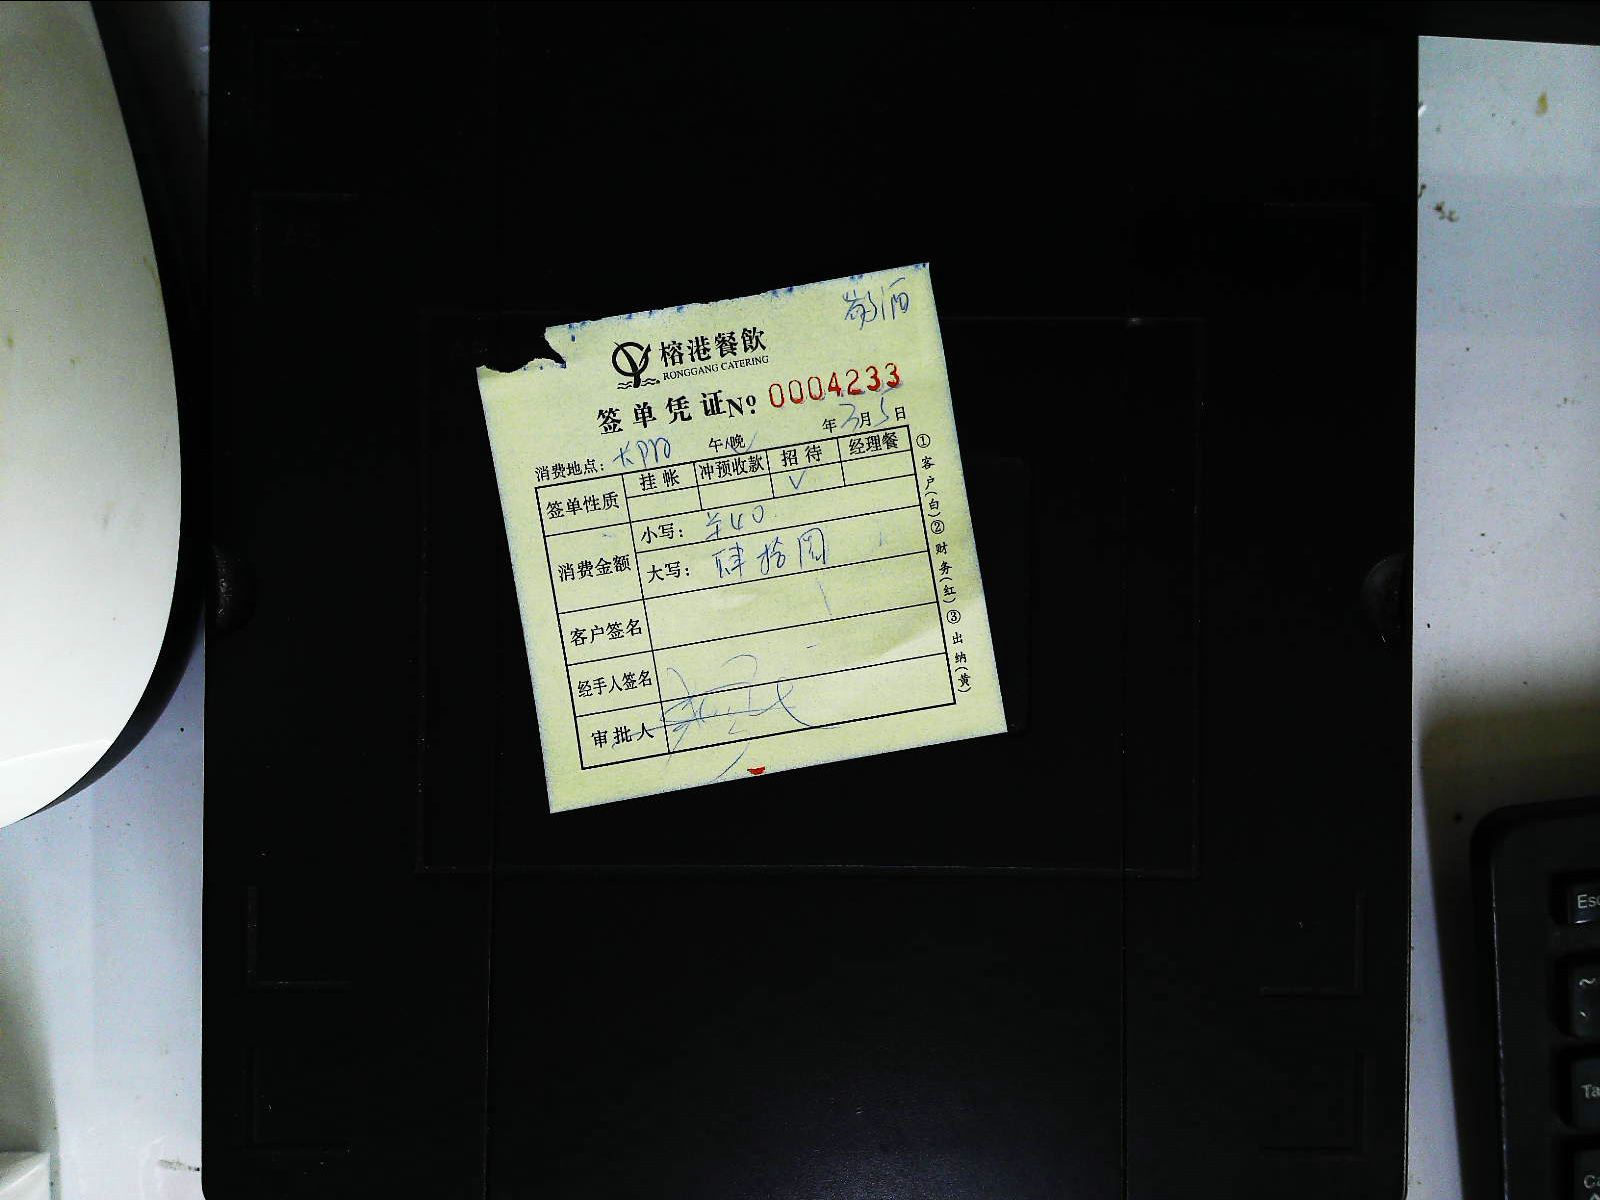 榕港餐飲
RONGGANG CATERING
签单凭证 Nº 0004233
年3月5日
消费地点: 午/晚
签单性质 挂帐 冲预收款 招待 经理餐
✓
消费金额
小写: ¥40
大写: 肆拾圆
客户签名
经手人签名
审批人
①客户(白)②财务(红)③出纳(黄)
Esc
~